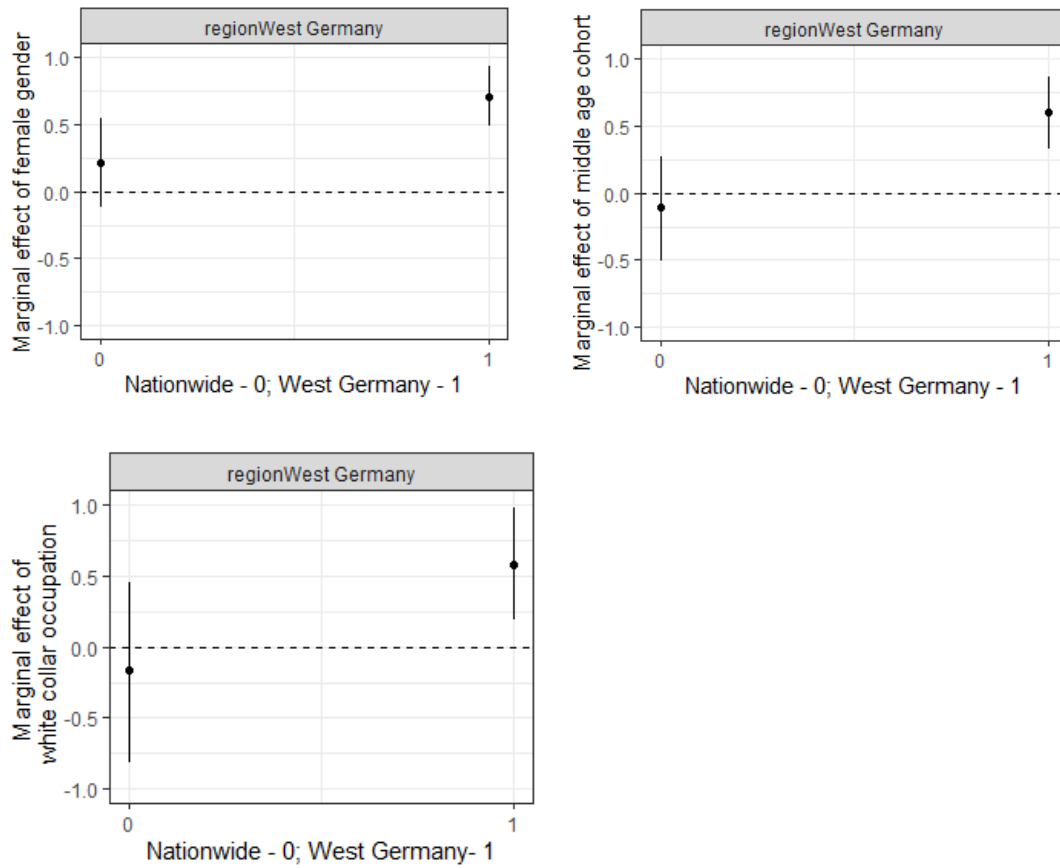 regionWest Germany
Marginal effect of female gender
1.0
0.5
0.0
-0.5
-1.0
0
1
Nationwide - 0; West Germany - 1
regionWest Germany
Marginal effect of middle age cohort
1.0
0.5
0.0
-0.5
-1.0
0
1
Nationwide - 0; West Germany - 1
regionWest Germany
Marginal effect of
white collar occupation
1.0
0.5
0.0
-0.5
-1.0
0
1
Nationwide - 0; West Germany- 1